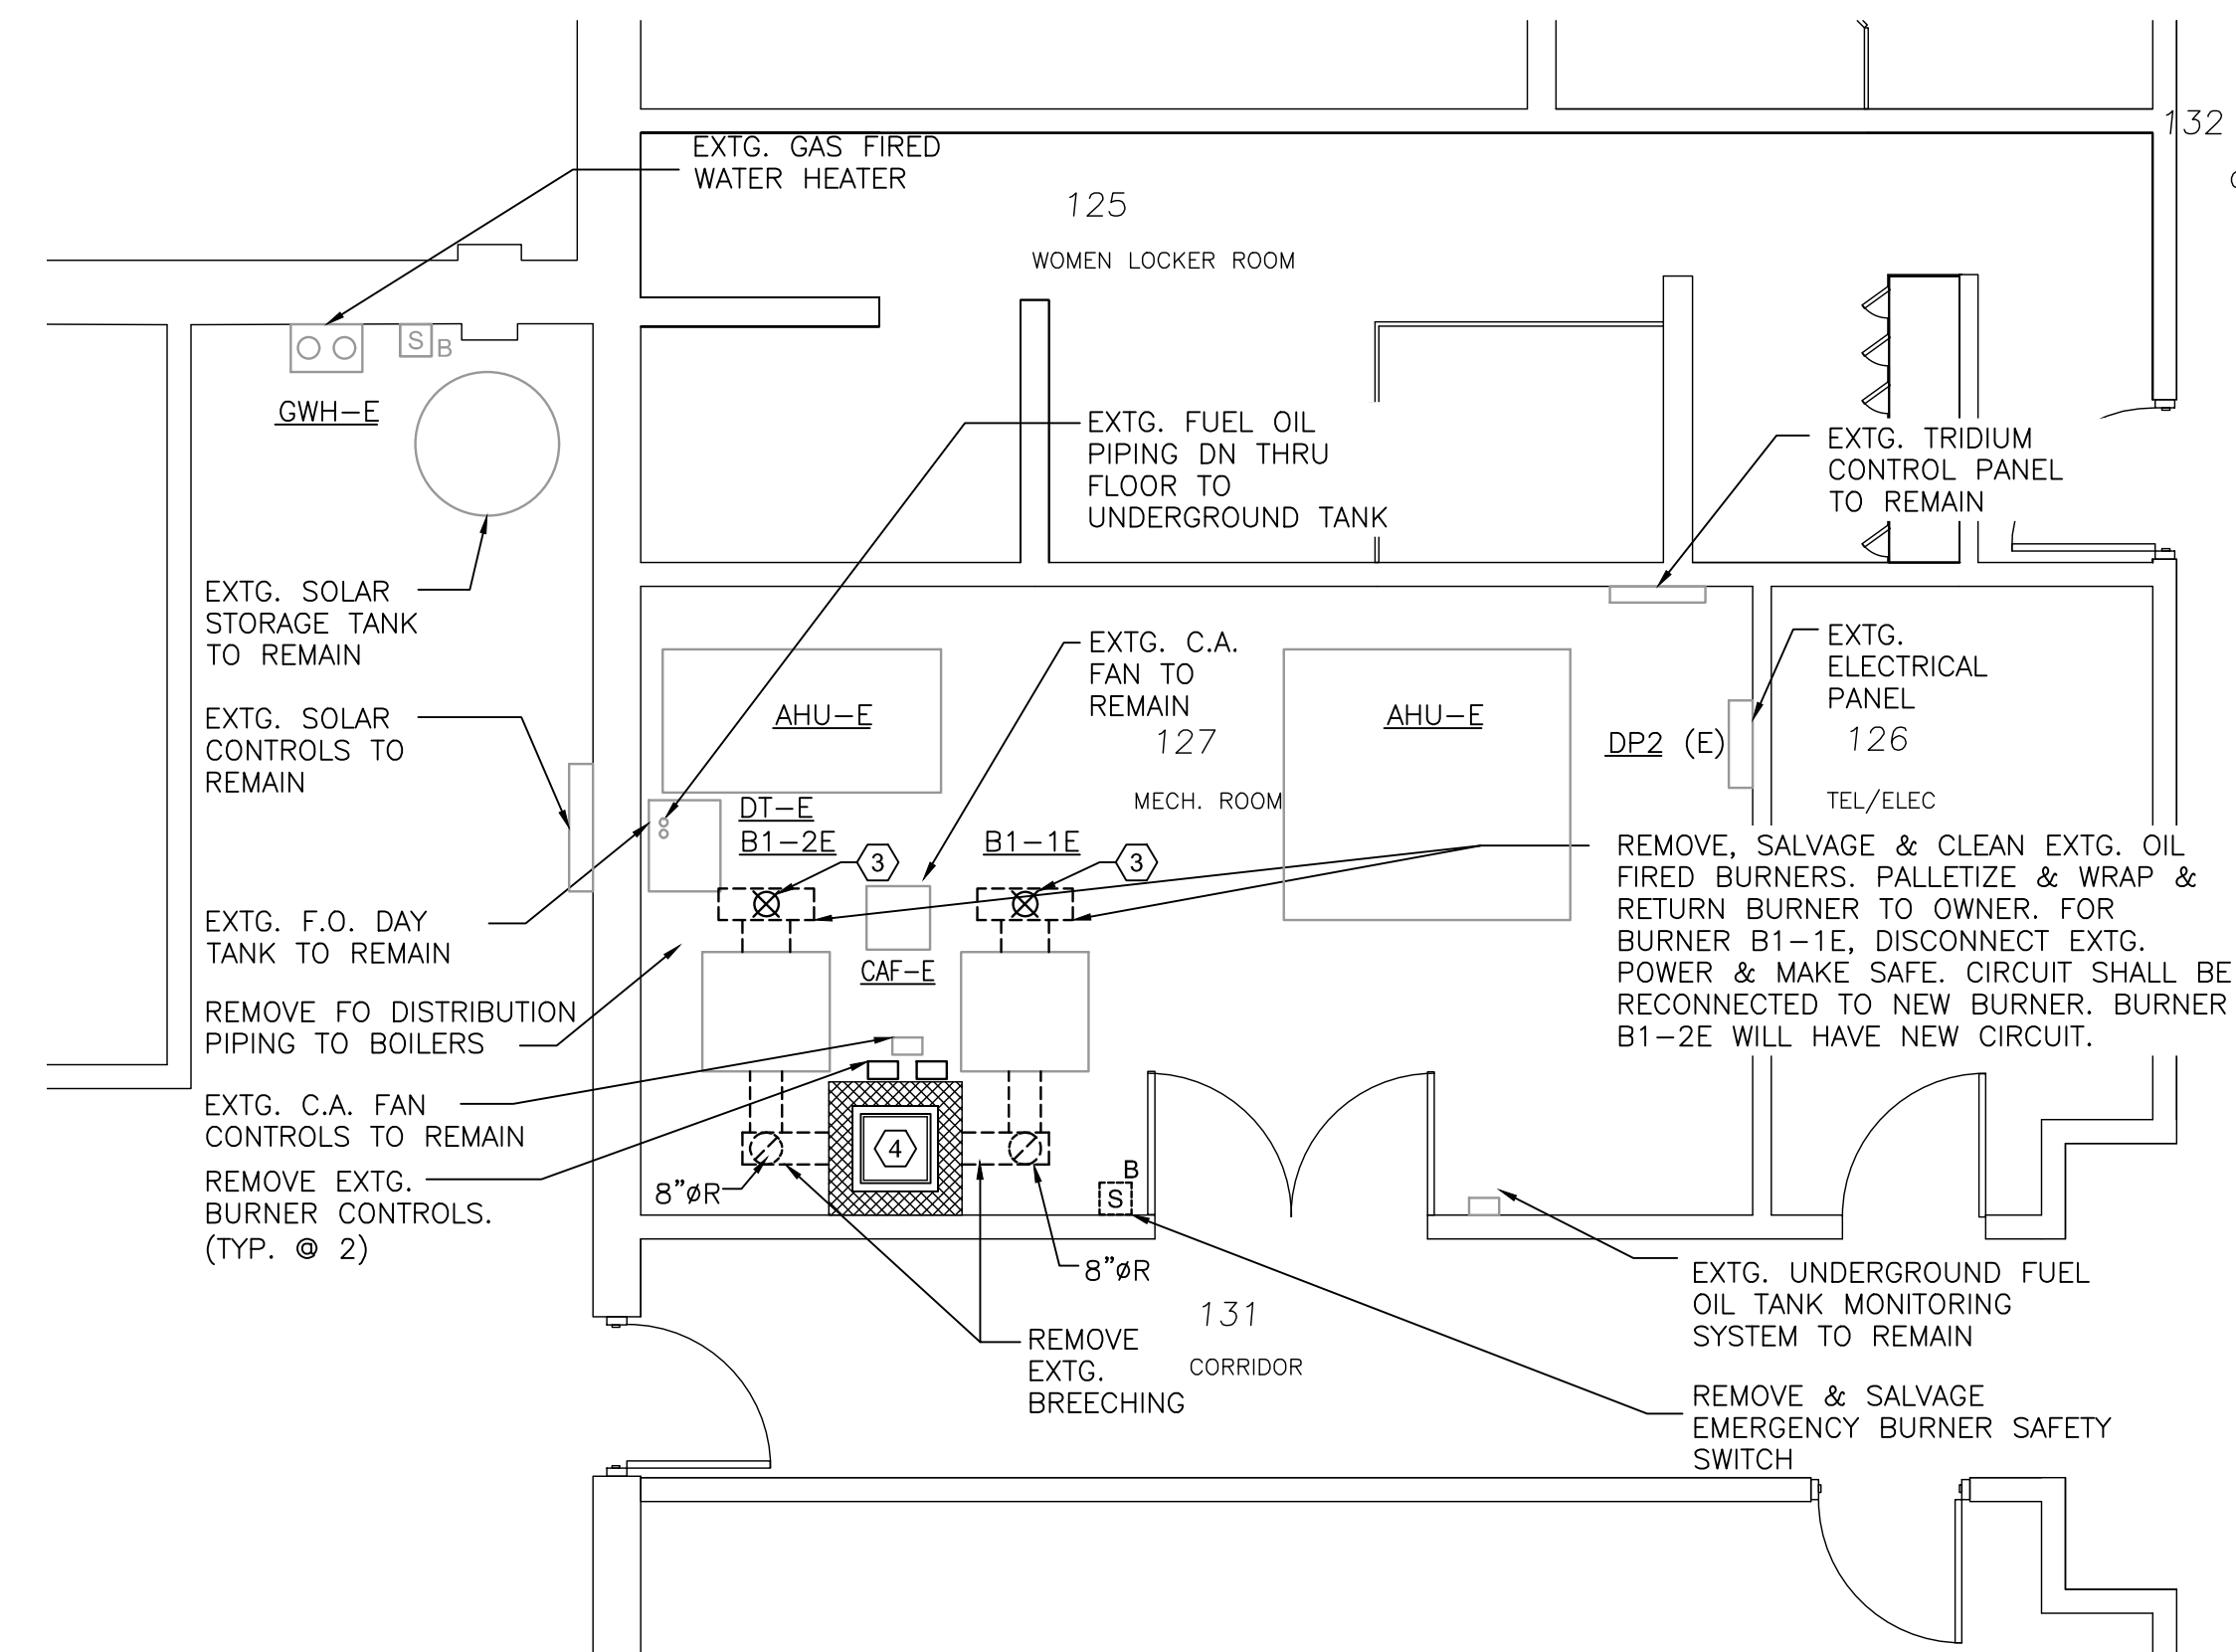 132
EXTG. GAS FIRED
WATER HEATER
125
WOMEN LOCKER ROOM
S
B
GWH-E
EXTG. FUEL OIL
PIPING DN THRU
FLOOR TO
UNDERGROUND TANK
EXTG. TRIDIUM
CONTROL PANEL
TO REMAIN
EXTG. SOLAR
STORAGE TANK
TO REMAIN
EXTG. C.A.
FAN TO
REMAIN
EXTG.
ELECTRICAL
PANEL
EXTG. SOLAR
CONTROLS TO
REMAIN
AHU-E
127
MECH. ROOM
AHU-E
DP2 (E)
126
TEL/ELEC
DT-E
B1-2E
3
B1-1E
3
REMOVE, SALVAGE & CLEAN EXTG. OIL
FIRED BURNERS. PALLETIZE & WRAP &
RETURN BURNER TO OWNER. FOR
BURNER B1-1E, DISCONNECT EXTG.
POWER & MAKE SAFE. CIRCUIT SHALL BE
RECONNECTED TO NEW BURNER. BURNER
B1-2E WILL HAVE NEW CIRCUIT.
EXTG. F.O. DAY
TANK TO REMAIN
CAF-E
REMOVE FO DISTRIBUTION
PIPING TO BOILERS
EXTG. C.A. FAN
CONTROLS TO REMAIN
REMOVE EXTG.
BURNER CONTROLS.
(TYP. @ 2)
4
8"øR
B
S
8"øR
131
CORRIDOR
REMOVE
EXTG.
BREECHING
EXTG. UNDERGROUND FUEL
OIL TANK MONITORING
SYSTEM TO REMAIN
REMOVE & SALVAGE
EMERGENCY BURNER SAFETY
SWITCH